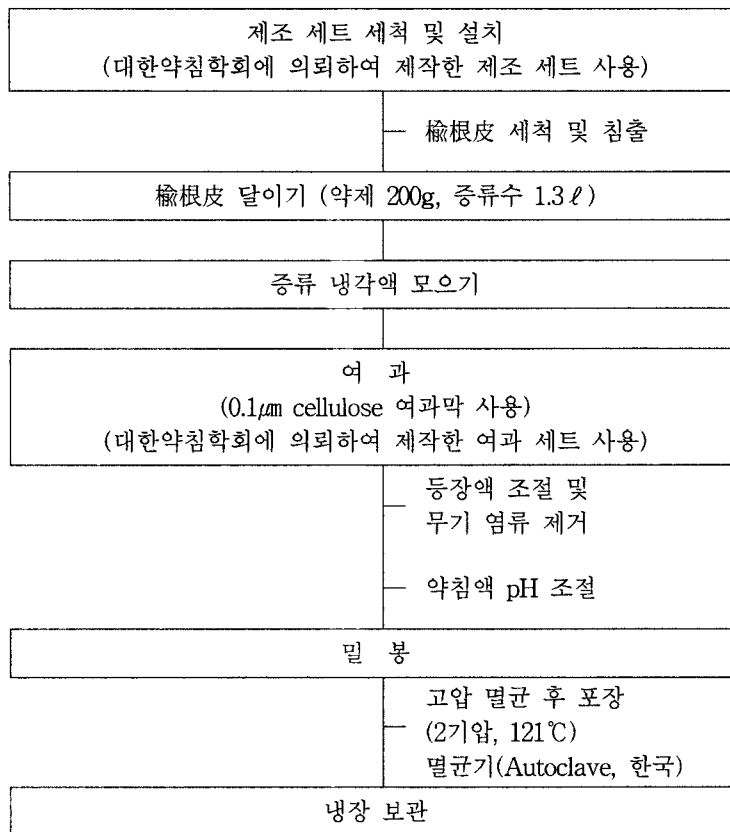 제조 세트 세척 및 설치
(대한약침학회에 의뢰하여 제작한 제조 세트 사용)
楡根皮 세척 및 침출
楡根皮 달이기 (약제 200g, 증류수 1.3ℓ)
증류 냉각액 모으기
여 과
(0.1㎛ cellulose 여과막 사용)
(대한약침학회에 의뢰하여 제작한 여과 세트 사용)
등장액 조절 및
무기 염류 제거
약침액 pH 조절
밀 봉
고압 멸균 후 포장
(2기압, 121℃)
멸균기(Autoclave, 한국)
냉장 보관